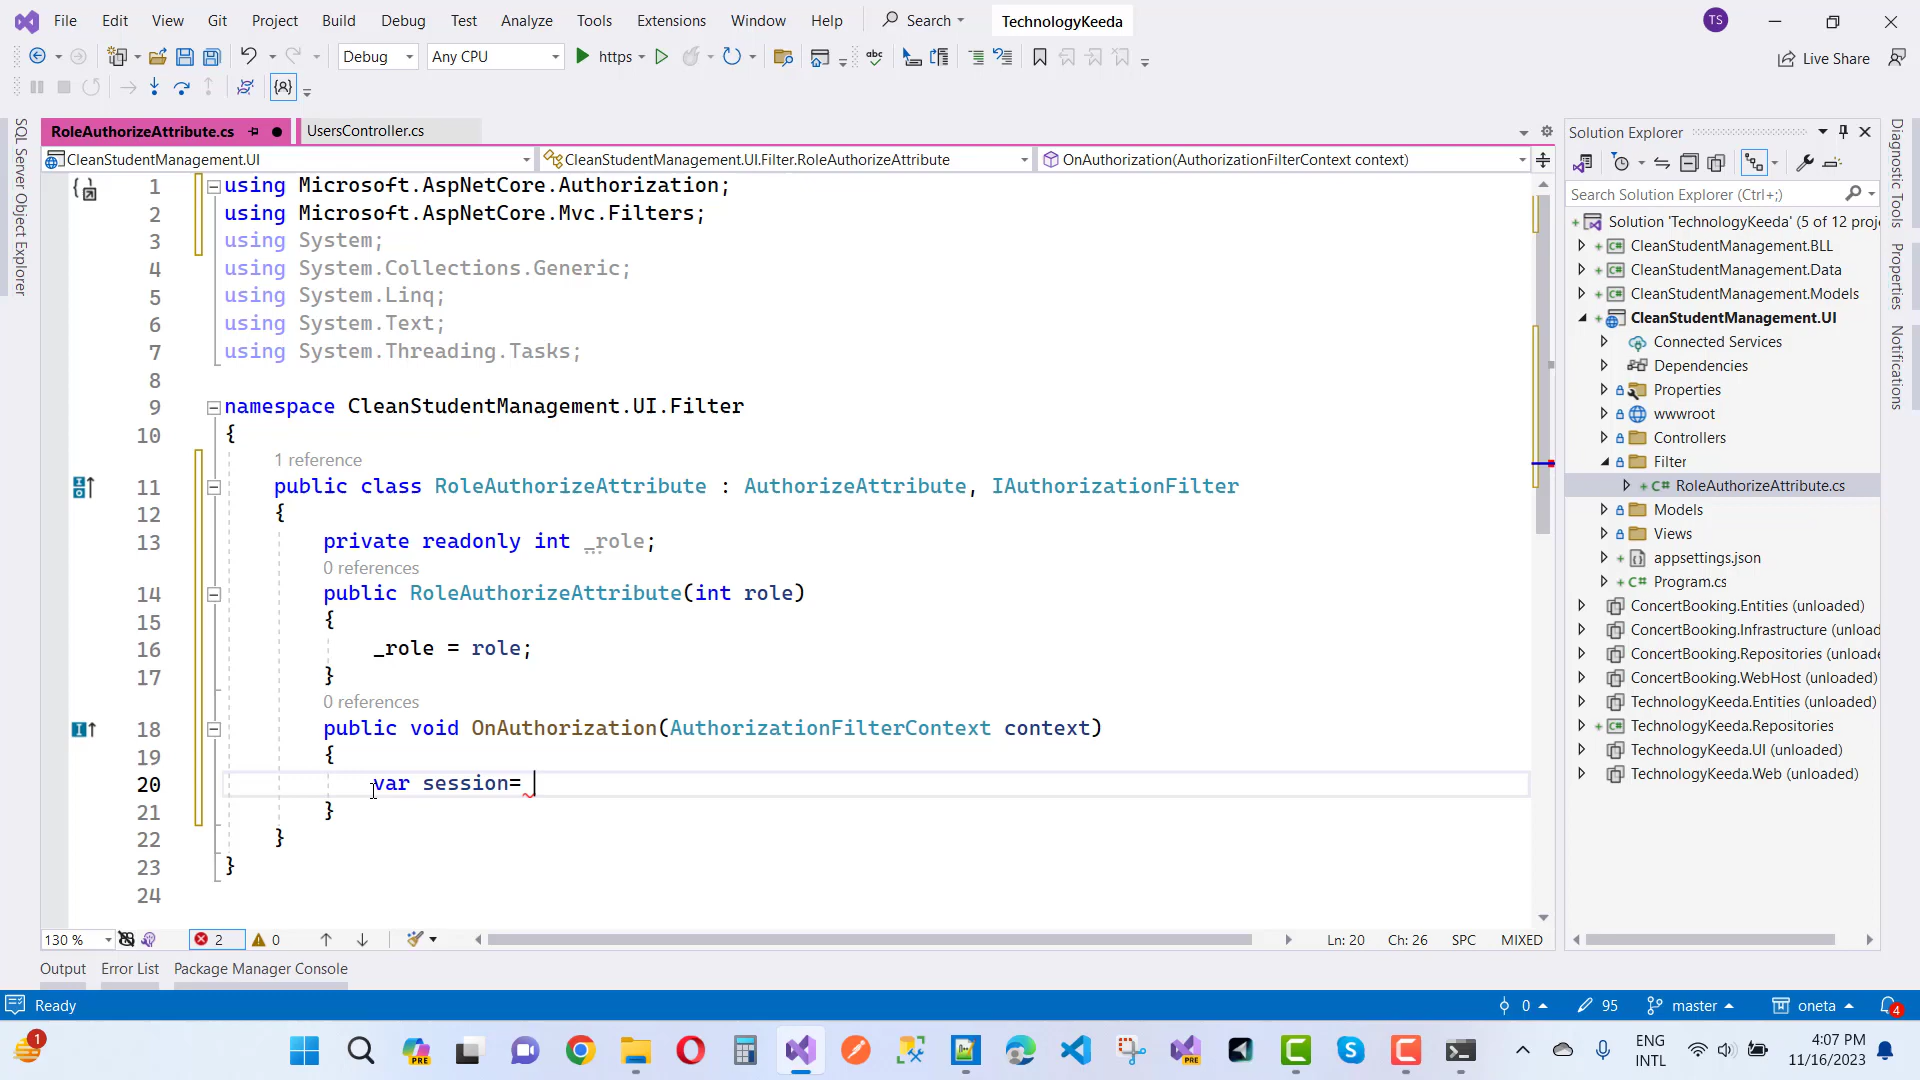 File Edit View Git Project Build Debug Test Analyze Tools Extensions Window Help Search TechnologyKeeda TS
Debug Any CPU https Live Share
RoleAuthorizeAttribute.cs UsersController.cs
CleanStudentManagement.UI CleanStudentManagement.UI.Filter.RoleAuthorizeAttribute OnAuthorization(AuthorizationFilterContext context)
SQL Server Object Explorer
1 using Microsoft.AspNetCore.Authorization;
2 using Microsoft.AspNetCore.Mvc.Filters;
3 using System;
4 using System.Collections.Generic;
5 using System.Linq;
6 using System.Text;
7 using System.Threading.Tasks;
8
9 namespace CleanStudentManagement.UI.Filter
10 {
1 reference
11 public class RoleAuthorizeAttribute : AuthorizeAttribute, IAuthorizationFilter
12 {
13 private readonly int _role;
0 references
14 public RoleAuthorizeAttribute(int role)
15 {
16 _role = role;
17 }
0 references
18 public void OnAuthorization(AuthorizationFilterContext context)
19 {
20 var session=
21 }
22 }
23 }
24
130 % 2 0 Ln: 20 Ch: 26 SPC MIXED
Solution Explorer
Search Solution Explorer (Ctrl+;)
Solution 'TechnologyKeeda' (5 of 12 proj
CleanStudentManagement.BLL
CleanStudentManagement.Data
CleanStudentManagement.Models
CleanStudentManagement.UI
Connected Services
Dependencies
Properties
wwwroot
Controllers
Filter
RoleAuthorizeAttribute.cs
Models
Views
appsettings.json
Program.cs
ConcertBooking.Entities (unloaded)
ConcertBooking.Infrastructure (unload
ConcertBooking.Repositories (unloade
ConcertBooking.WebHost (unloaded)
TechnologyKeeda.Entities (unloaded)
TechnologyKeeda.Repositories
TechnologyKeeda.UI (unloaded)
TechnologyKeeda.Web (unloaded)
Diagnostic Tools
Properties
Notifications
Output Error List Package Manager Console
Ready 0 95 master oneta 4
1 PRE PRE ENG INTL 4:07 PM 11/16/2023